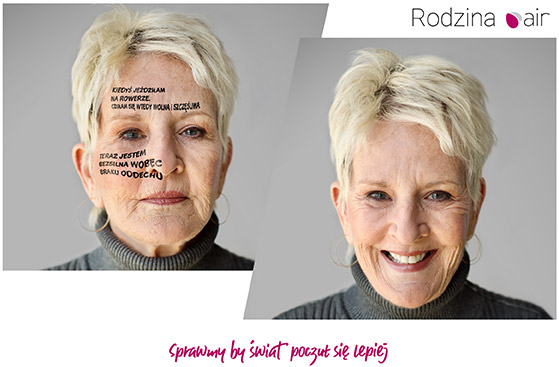 Rodzina air
KIEDYŚ JEŹDZIŁAM
NA ROWERZE.
CZUŁAM SIĘ WTEDY WOLNA I SZCZĘŚLIWA
TERAZ JESTEM
BEZSILNA WOBEC
BRAKU ODDECHU
Sprawmy by świat poczuł się lepiej